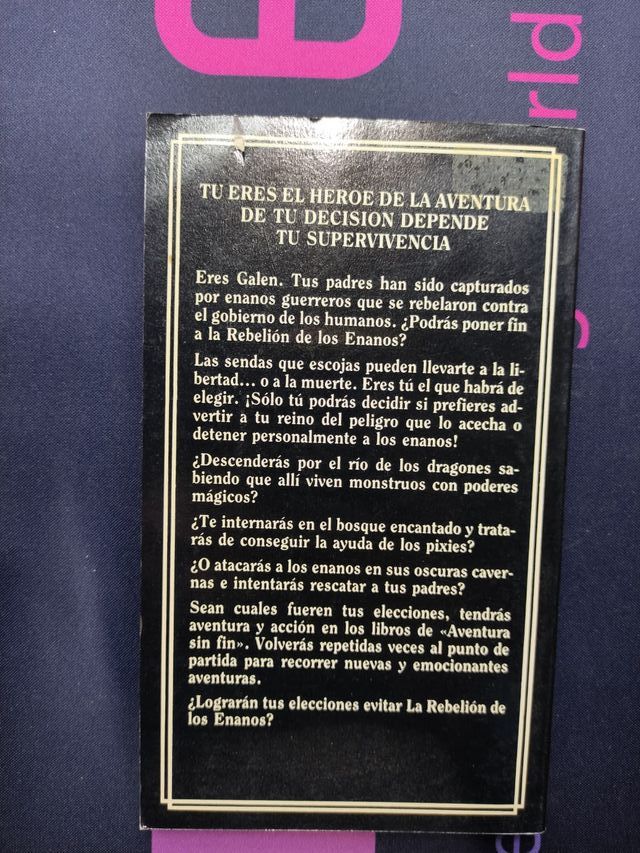 e
rld
TU ERES EL HEROE DE LA AVENTURA
DE TU DECISION DEPENDE
TU SUPERVIVENCIA
Eres Galen. Tus padres han sido capturados
por enanos guerreros que se rebelaron contra
el gobierno de los humanos. ¿Podrás poner fin
a la Rebelión de los Enanos?
Las sendas que escojas pueden llevarte a la li-
bertad... o a la muerte. Eres tú el que habrá de
elegir. ¡Sólo tú podrás decidir si prefieres ad-
vertir a tu reino del peligro que lo acecha o
detener personalmente a los enanos!
¿Descenderás por el río de los dragones sa-
biendo que allí viven monstruos con poderes
mágicos?
¿Te internarás en el bosque encantado y trata-
rás de conseguir la ayuda de los pixies?
¿O atacarás a los enanos en sus oscuras caver-
nas e intentarás rescatar a tus padres?
Sean cuales fueren tus elecciones, tendrás
aventura y acción en los libros de «Aventura
sin fin». Volverás repetidas veces al punto de
partida para recorrer nuevas y emocionantes
aventuras.
¿Lograrán tus elecciones evitar La Rebelión de
los Enanos?